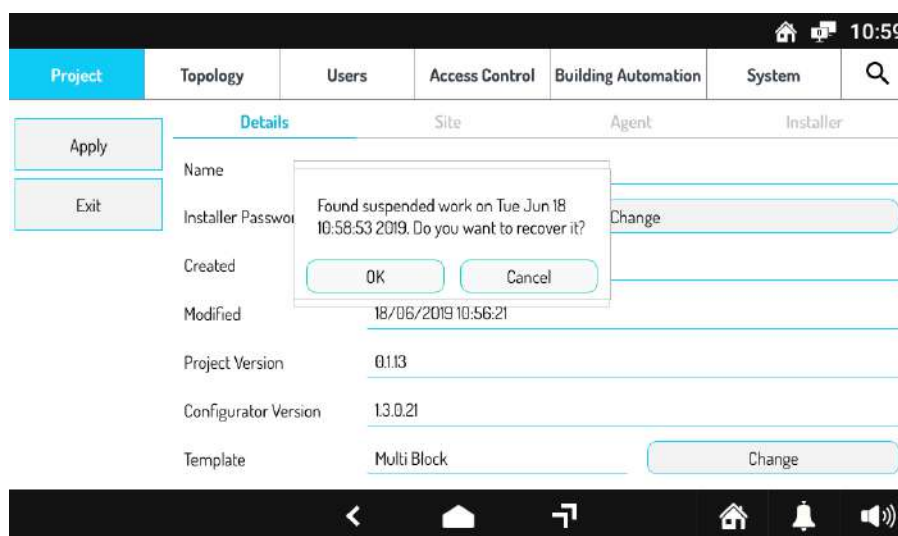 10:59
Project Topology Users Access Control Building Automation System
Details Site Agent Installer
Apply
Exit
Name
Installer Passwor Change
Found suspended work on Tue Jun 18
10:58:53 2019. Do you want to recover it?
OK Cancel
Created
Modified 18/06/2019 10:56:21
Project Version 0.1.13
Configurator Version 1.3.0.21
Template Multi Block Change